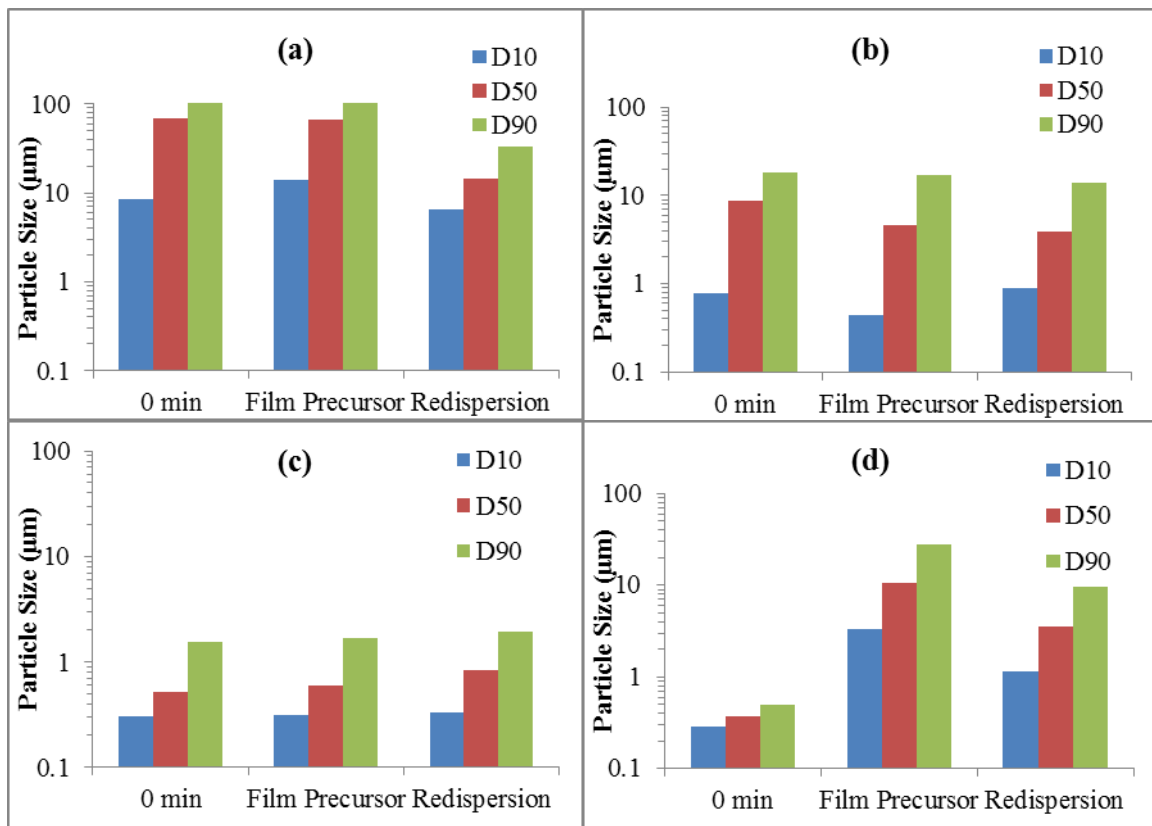 (a)
D10
D50
D90
Particle Size (µm)
100
10
1
0.1
0 min Film Precursor Redispersion
(b)
D10
D50
D90
Particle Size (µm)
100
10
1
0.1
0 min Film Precursor Redispersion
(c)
D10
D50
D90
Particle Size (µm)
100
10
1
0.1
0 min Film Precursor Redispersion
(d)
D10
D50
D90
Particle Size (µm)
100
10
1
0.1
0 min Film Precursor Redispersion